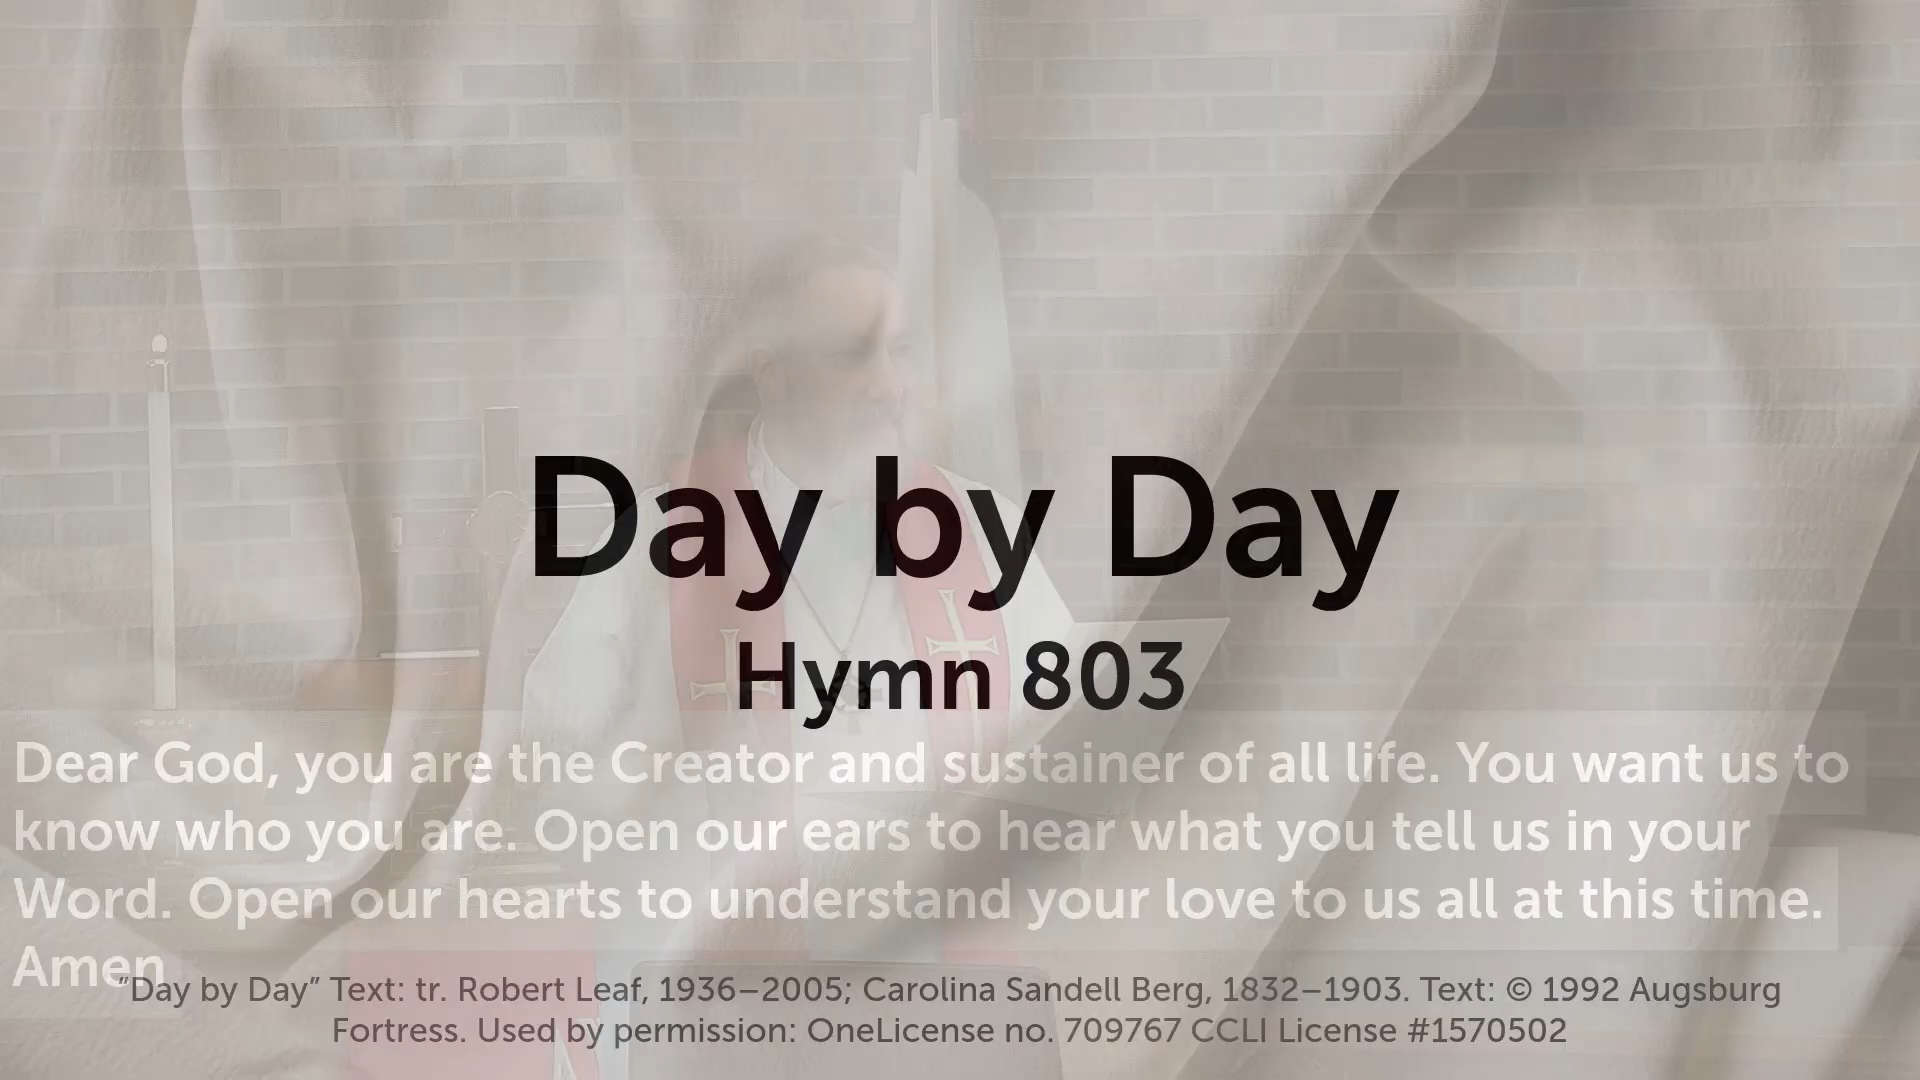 Day by Day
Hymn 803
Dear God, you are the Creator and sustainer of all life. You want us to
know who you are. Open our ears to hear what you tell us in your
Word. Open our hearts to understand your love to us all at this time.
Amen
"Day by Day” Text: tr. Robert Leaf, 1936–2005; Carolina Sandell Berg, 1832–1903. Text: © 1992 Augsburg
Fortress. Used by permission: OneLicense no. 709767 CCLI License #1570502